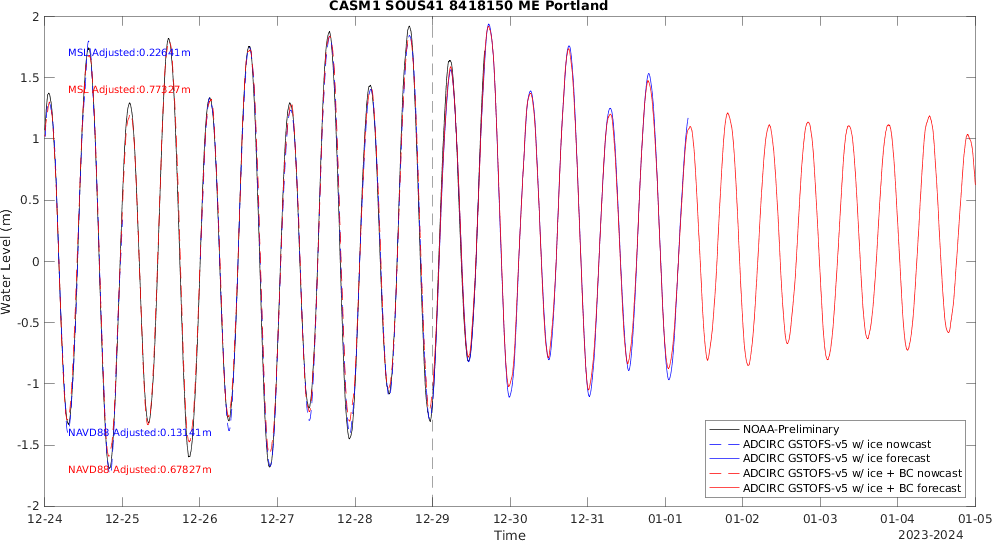 CASM1 SOUS41 8418150 ME Portland
2
1.5
1
0.5
0
-0.5
-1
-1.5
-2
Water Level (m)
MSL Adjusted:0.22641m
MSL Adjusted:0.77327m
NAVD88 Adjusted:0.13141m
NAVD88 Adjusted:0.67827m
NOAA-Preliminary
ADCIRC GSTOFS-v5 w/ ice nowcast
ADCIRC GSTOFS-v5 w/ ice forecast
ADCIRC GSTOFS-v5 w/ ice + BC nowcast
ADCIRC GSTOFS-v5 w/ ice + BC forecast
12-24 12-25 12-26 12-27 12-28 12-29 12-30 12-31 01-01 01-02 01-03 01-04 01-05
Time
2023-2024